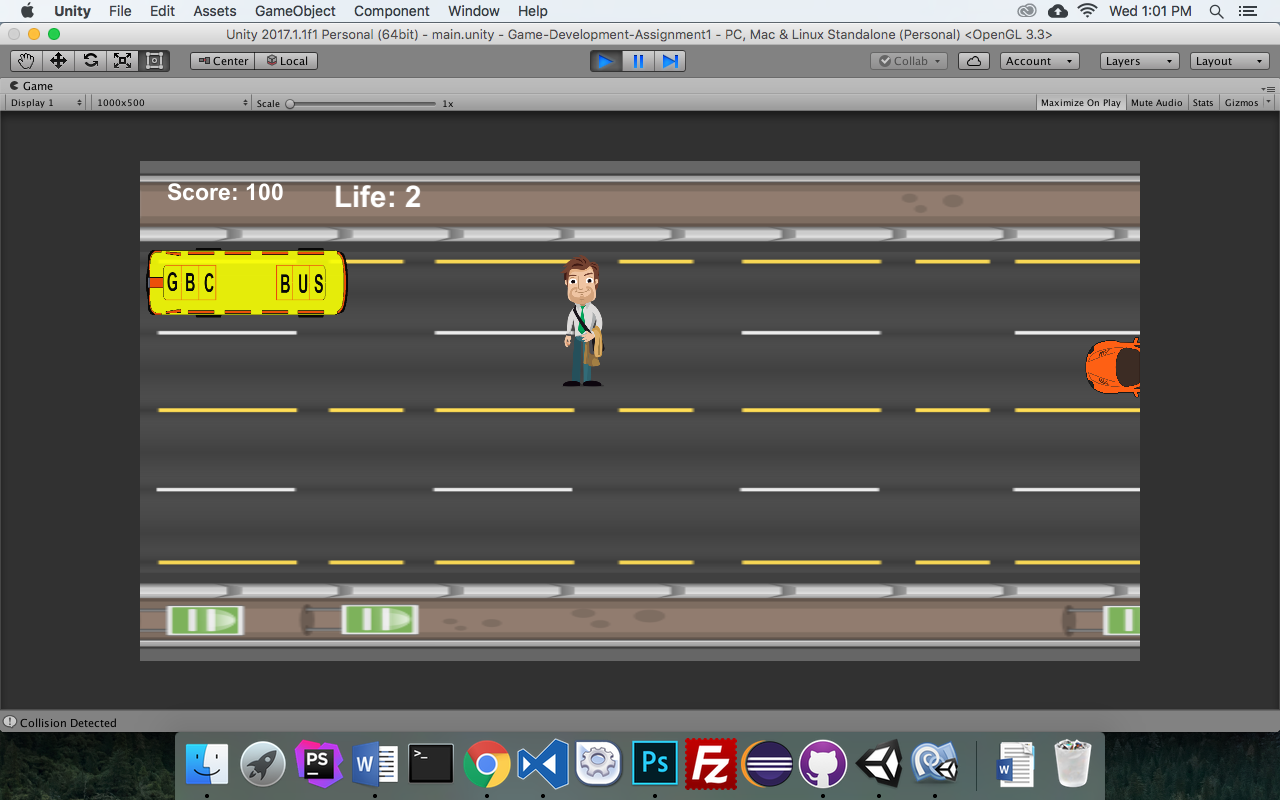 Unity File Edit Assets GameObject Component Window Help Wed 1:01 PM
Unity 2017.1.1f1 Personal (64bit) - main.unity - Game-Development-Assignment1 - PC, Mac & Linux Standalone (Personal) <OpenGL 3.3>
Center Local Collab Account Layers Layout
Game
Display 1 1000x500 Scale 1x Maximize On Play Mute Audio Stats Gizmos
Score: 100 Life: 2
GBC BUS
Collision Detected
PS W >_ Ps Fz W